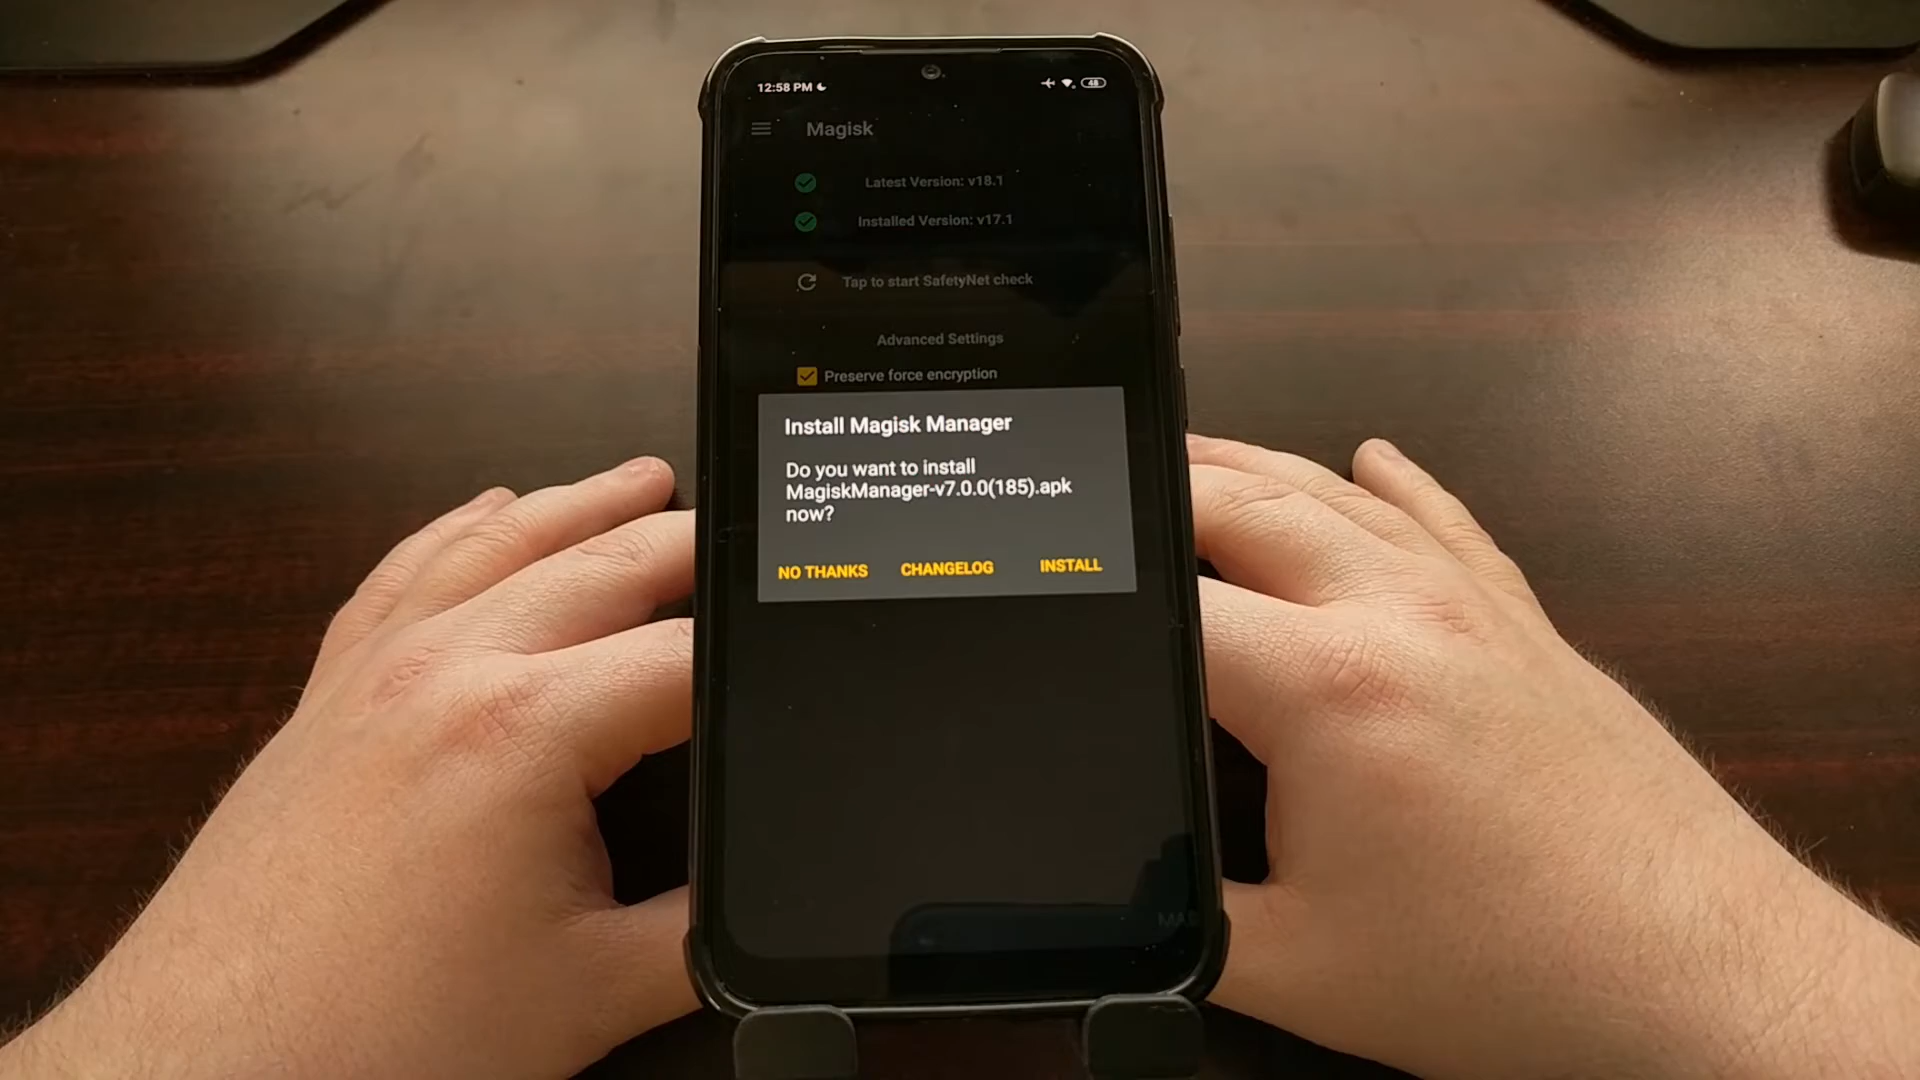 12:58 PM
48
Magisk
Latest Version: v18.1
Installed Version: v17.1
Tap to start SafetyNet check
Advanced Settings
Preserve force encryption
Install Magisk Manager
Do you want to install
MagiskManager-v7.0.0(185).apk
now?
NO THANKS CHANGELOG INSTALL